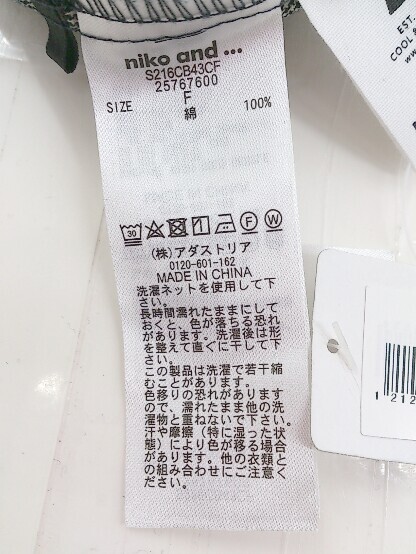 niko and ...
S216CB43CF
25767600
SIZE F
綿 100%
30 F W
(株)アダストリア
0120-601-162
MADE IN CHINA
洗濯ネットを使用して下
さい。
長時間濡れたままにして
おくと、色が落ちる恐れ
があります。洗濯後は形
を整えて直ぐに干して下
さい。
この製品は洗濯で若干縮
むことがあります。
色移りの恐れがあります
ので、濡れたまま他の洗
濯物と重ねないで下さい。
汗や摩擦(特に湿った状
態)により色が移る場合
があります。他の衣類と
の組み合わせにご注意く
ださい。
EST
COOL &
1 212